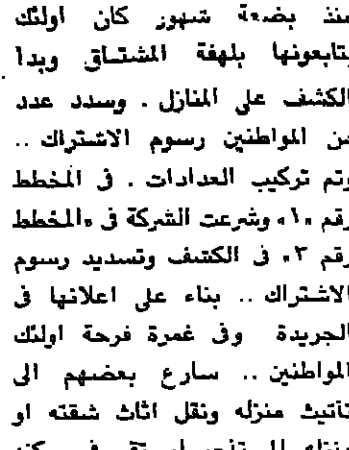 منذ بضعة شهور كان اولئك
يتابعونها بلهفة المشتاق وبدا
الكشف على المنازل . وسدد عدد
من المواطنين رسوم الاشتراك ..
وتم تركيب العدادات . فى المخطط
رقم «١» وشرعت الشركة فى «المخطط
رقم ٣» فى الكشف وتسديد رسوم
الاشتراك .. بناء على اعلانها فى
الجريدة وفى غمرة فرحة اولئك
المواطنين .. سارع بعضهم الى
تأثيث منزله ونقل اثاث شقته او